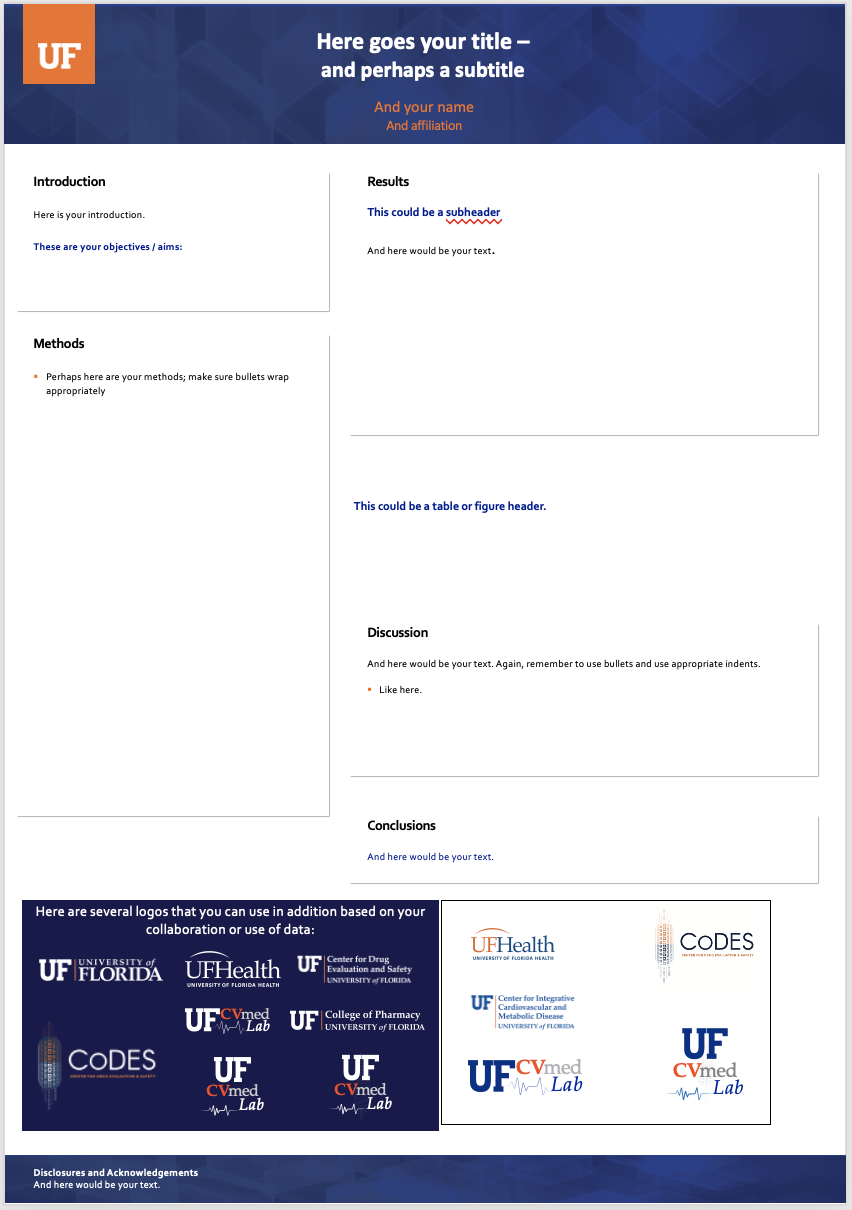 UF
Here goes your title –
and perhaps a subtitle
And your name
And affiliation
Introduction
Here is your introduction.
These are your objectives / aims:
Methods
▪ Perhaps here are your methods; make sure bullets wrap
appropriately
Results
This could be a subheader
And here would be your text.
This could be a table or figure header.
Discussion
And here would be your text. Again, remember to use bullets and use appropriate indents.
▪ Like here.
Conclusions
And here would be your text.
Here are several logos that you can use in addition based on your
collaboration or use of data:
UF UNIVERSITY of
FLORIDA
UFHealth
UNIVERSITY OF FLORIDA HEALTH
UF Center for Drug
Evaluation and Safety
UNIVERSITY of FLORIDA
UF CVmed
Lab
UF College of Pharmacy
UNIVERSITY of FLORIDA
CoDES
CENTER FOR DRUG EVALUATION & SAFETY
UF
CVmed
Lab
UF
CVmed
Lab
UFHealth
UNIVERSITY OF FLORIDA HEALTH
CoDES
CENTER FOR DRUG EVALUATION & SAFETY
UF Center for Integrative
Cardiovascular and
Metabolic Disease
UNIVERSITY of FLORIDA
UF CVmed
Lab
UF
CVmed
Lab
Disclosures and Acknowledgements
And here would be your text.